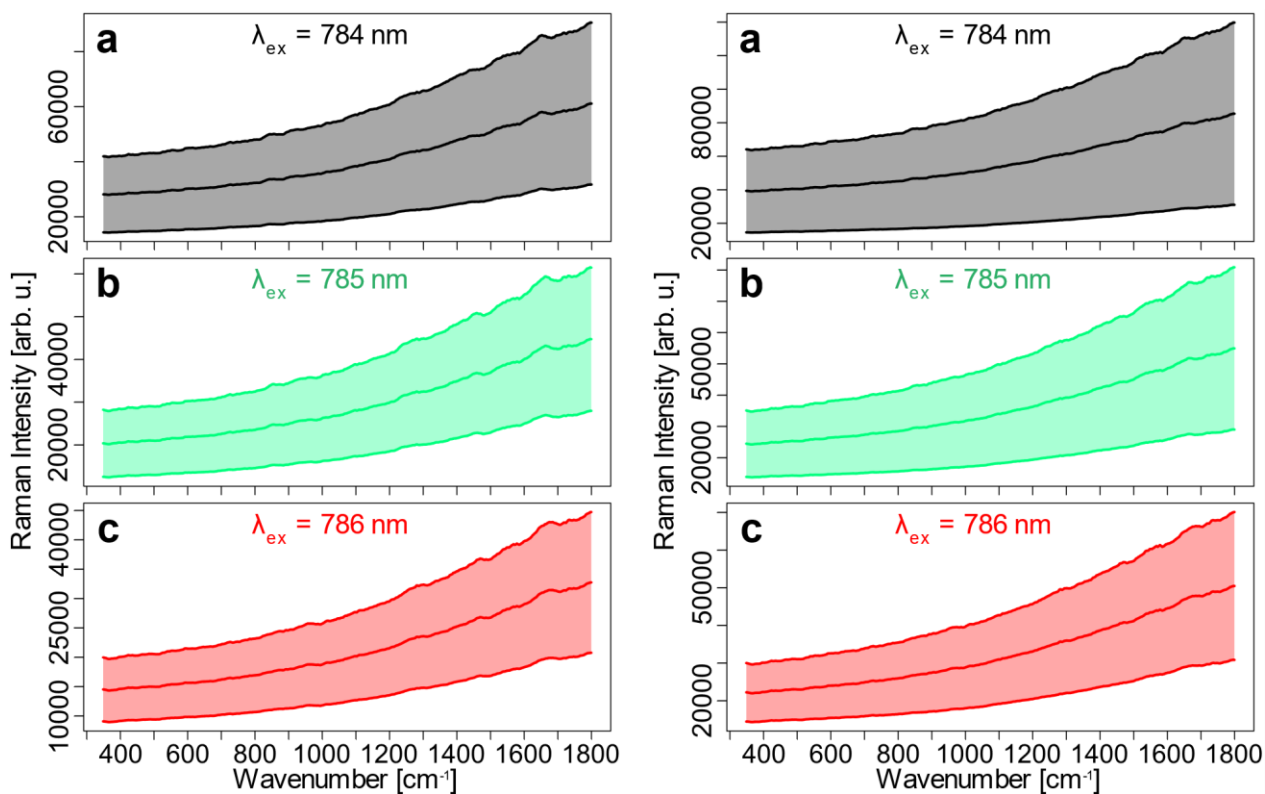 a
λex = 784 nm
20000
60000
b
λex = 785 nm
20000
40000
Raman Intensity [arb. u.]
c
λex = 786 nm
10000
25000
40000
400 600 800 1000 1200 1400 1600 1800
Wavenumber [cm-1]
a
λex = 784 nm
20000
80000
b
λex = 785 nm
20000
50000
Raman Intensity [arb. u.]
c
λex = 786 nm
20000
50000
400 600 800 1000 1200 1400 1600 1800
Wavenumber [cm-1]